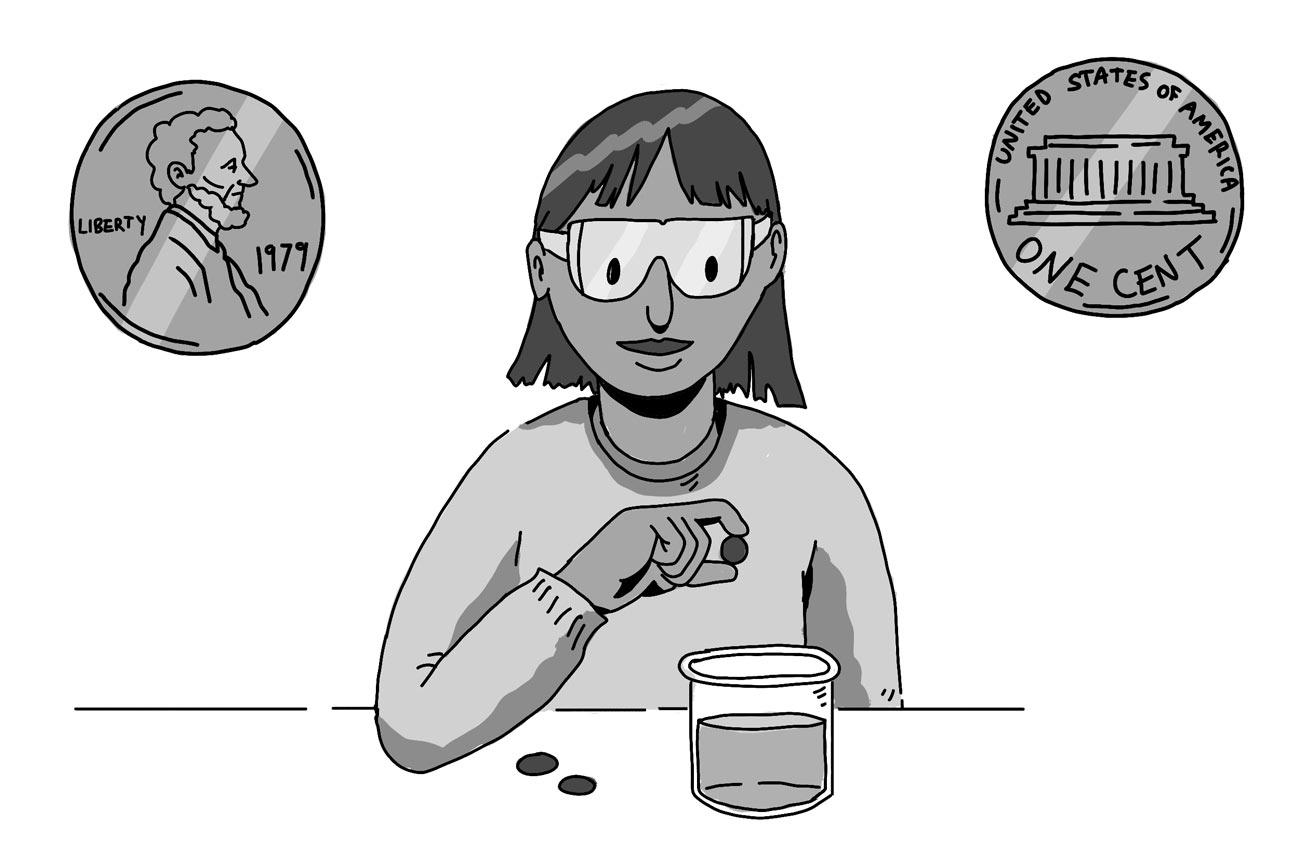 LIBERTY
1979
UNITED STATES OF AMERICA
ONE CENT